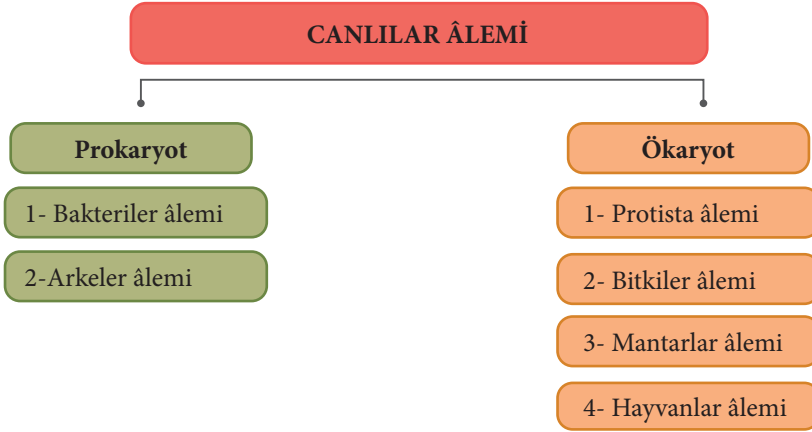 CANLILAR ÂLEMİ
Prokaryot
1- Bakteriler âlemi
2-Arkeler âlemi
Ökaryot
1- Protista âlemi
2- Bitkiler âlemi
3- Mantarlar âlemi
4- Hayvanlar âlemi